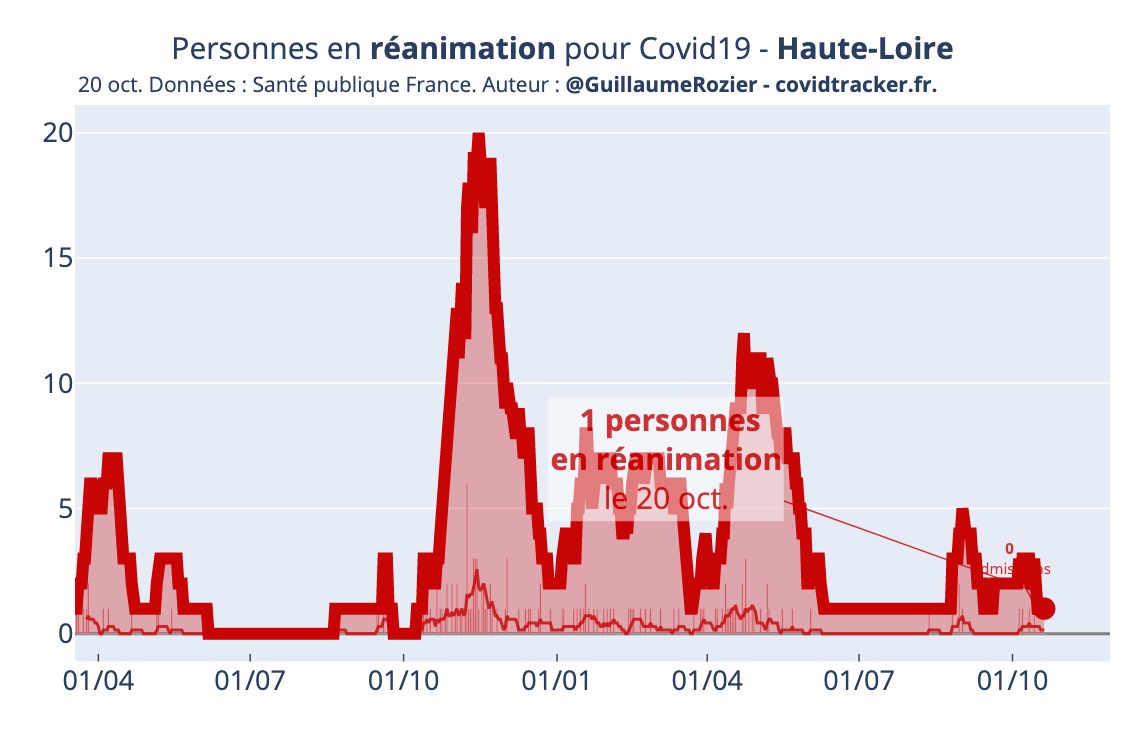 Personnes en réanimation pour Covid19 - Haute-Loire
20 oct. Données : Santé publique France. Auteur : @GuillaumeRozier - covidtracker.fr.
20
15
10
5
0
1 personnes
en réanimation
le 20 oct.
0
01/04 01/07 01/10 01/01 01/04 01/07 01/10